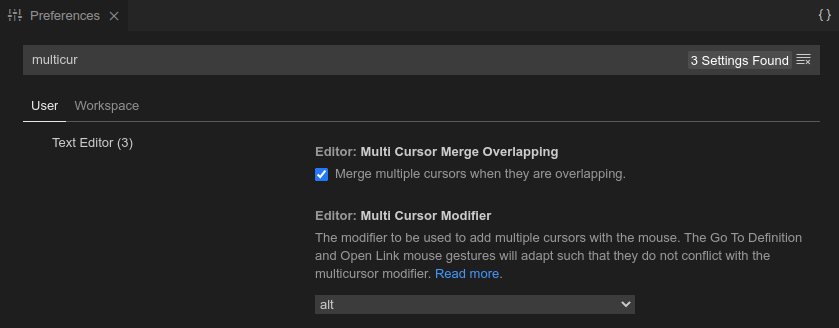 Preferences
multicur
3 Settings Found
User
Workspace
Text Editor (3)
Editor: Multi Cursor Merge Overlapping
Merge multiple cursors when they are overlapping.
Editor: Multi Cursor Modifier
The modifier to be used to add multiple cursors with the mouse. The Go To Definition
and Open Link mouse gestures will adapt such that they do not conflict with the
multicursor modifier. Read more.
alt